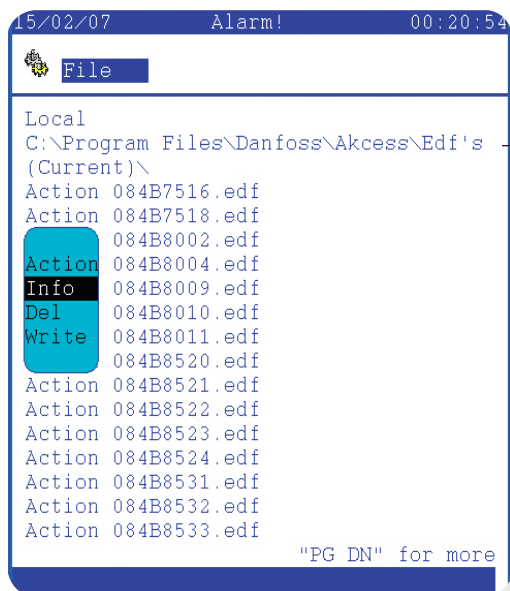 15/02/07 Alarm! 00:20:54
File
Local
C:\Program Files\Danfoss\Akcess\Edf's
(Current)\
Action 084B7516.edf
Action 084B7518.edf
084B8002.edf
Action 084B8004.edf
Info 084B8009.edf
Del 084B8010.edf
Write 084B8011.edf
084B8520.edf
Action 084B8521.edf
Action 084B8522.edf
Action 084B8523.edf
Action 084B8524.edf
Action 084B8531.edf
Action 084B8532.edf
Action 084B8533.edf
"PG DN" for more